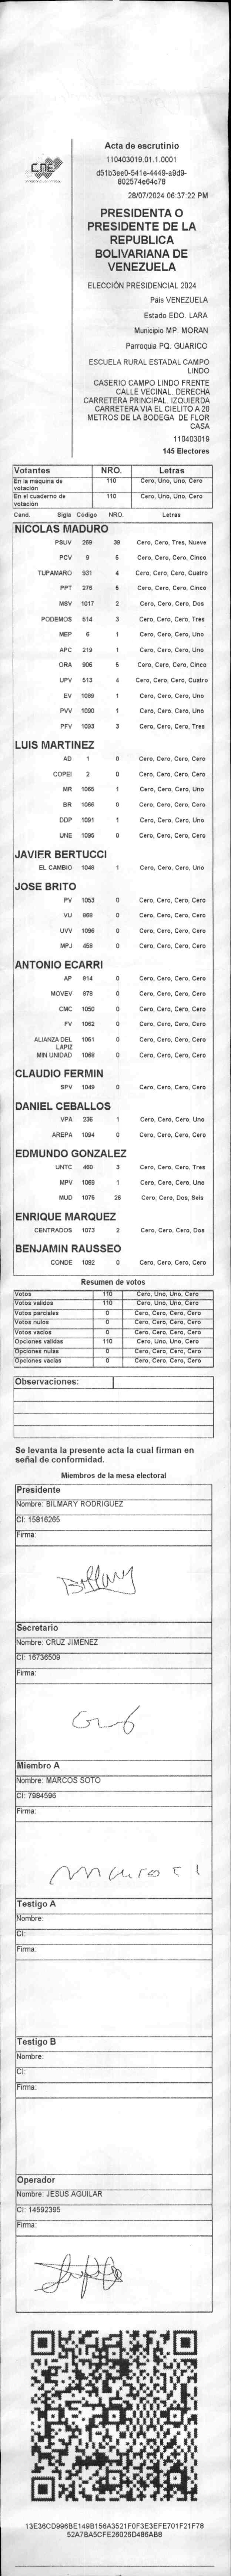 CNE
Acta de escrutinio
110403019.01.1.0001
d51b3ee0-541e-4449-a9d9-
802574e64c78
28/07/2024 06:37:22 PM
PRESIDENTA O
PRESIDENTE DE LA
REPUBLICA
BOLIVARIANA DE
VENEZUELA
ELECCIÓN PRESIDENCIAL 2024
Pais VENEZUELA
Estado EDO. LARA
Municipio MP. MORAN
Parroquia PQ. GUARICO
ESCUELA RURAL ESTADAL CAMPO
LINDO
CASERIO CAMPO LINDO FRENTE
CALLE VECINAL. DERECHA
CARRETERA PRINCIPAL. IZQUIERDA
CARRETERA VIA EL CIELITO A 20
METROS DE LA BODEGA DE FLOR
CASA
110403019
145 Electores
Votantes NRO. Letras
En la máquina de votación 110 Cero, Uno, Uno, Cero
En el cuaderno de votación 110 Cero, Uno, Uno, Cero
Cand. Sigla Código NRO. Letras
NICOLAS MADURO
PSUV 269 39 Cero, Cero, Tres, Nueve
PCV 9 5 Cero, Cero, Cero, Cinco
TUPAMARO 931 4 Cero, Cero, Cero, Cuatro
PPT 276 5 Cero, Cero, Cero, Cinco
MSV 1017 2 Cero, Cero, Cero, Dos
PODEMOS 514 3 Cero, Cero, Cero, Tres
MEP 6 1 Cero, Cero, Cero, Uno
APC 219 1 Cero, Cero, Cero, Uno
ORA 906 5 Cero, Cero, Cero, Cinco
UPV 513 4 Cero, Cero, Cero, Cuatro
EV 1089 1 Cero, Cero, Cero, Uno
PVV 1090 1 Cero, Cero, Cero, Uno
PFV 1093 3 Cero, Cero, Cero, Tres
LUIS MARTINEZ
AD 1 0 Cero, Cero, Cero, Cero
COPEI 2 0 Cero, Cero, Cero, Cero
MR 1065 1 Cero, Cero, Cero, Uno
BR 1066 0 Cero, Cero, Cero, Cero
DDP 1091 1 Cero, Cero, Cero, Uno
UNE 1095 0 Cero, Cero, Cero, Cero
JAVIER BERTUCCI
EL CAMBIO 1048 1 Cero, Cero, Cero, Uno
JOSE BRITO
PV 1053 0 Cero, Cero, Cero, Cero
VU 968 0 Cero, Cero, Cero, Cero
UVV 1096 0 Cero, Cero, Cero, Cero
MPJ 458 0 Cero, Cero, Cero, Cero
ANTONIO ECARRI
AP 914 0 Cero, Cero, Cero, Cero
MOVEV 979 0 Cero, Cero, Cero, Cero
CMC 1050 0 Cero, Cero, Cero, Cero
FV 1062 0 Cero, Cero, Cero, Cero
ALIANZA DEL LAPIZ 1061 0 Cero, Cero, Cero, Cero
MIN UNIDAD 1068 0 Cero, Cero, Cero, Cero
CLAUDIO FERMIN
SPV 1049 0 Cero, Cero, Cero, Cero
DANIEL CEBALLOS
VPA 236 1 Cero, Cero, Cero, Uno
AREPA 1094 0 Cero, Cero, Cero, Cero
EDMUNDO GONZALEZ
UNTC 460 3 Cero, Cero, Cero, Tres
MPV 1069 1 Cero, Cero, Cero, Uno
MUD 1075 26 Cero, Cero, Dos, Seis
ENRIQUE MARQUEZ
CENTRADOS 1073 2 Cero, Cero, Cero, Dos
BENJAMIN RAUSSEO
CONDE 1092 0 Cero, Cero, Cero, Cero
Resumen de votos
Votos 110 Cero, Uno, Uno, Cero
Votos validos 110 Cero, Uno, Uno, Cero
Votos parciales 0 Cero, Cero, Cero, Cero
Votos nulos 0 Cero, Cero, Cero, Cero
Votos vacíos 0 Cero, Cero, Cero, Cero
Opciones validas 110 Cero, Uno, Uno, Cero
Opciones nulas 0 Cero, Cero, Cero, Cero
Opciones vacias 0 Cero, Cero, Cero, Cero
Observaciones:
Se levanta la presente acta la cual firman en
señal de conformidad.
Miembros de la mesa electoral
Presidente
Nombre: BILMARY RODRIGUEZ
CI: 15816265
Firma:
Secretario
Nombre: CRUZ JIMENEZ
CI: 16736509
Firma:
Miembro A
Nombre: MARCOS SOTO
CI: 7984596
Firma:
Testigo A
Nombre:
CI:
Firma:
Testigo B
Nombre:
CI:
Firma:
Operador
Nombre: JESUS AGUILAR
CI: 14592395
Firma:
13E36CD996BE149B156A3521F0F3E3EFE701F21F78
52A7BA5CFE26026D486AB8